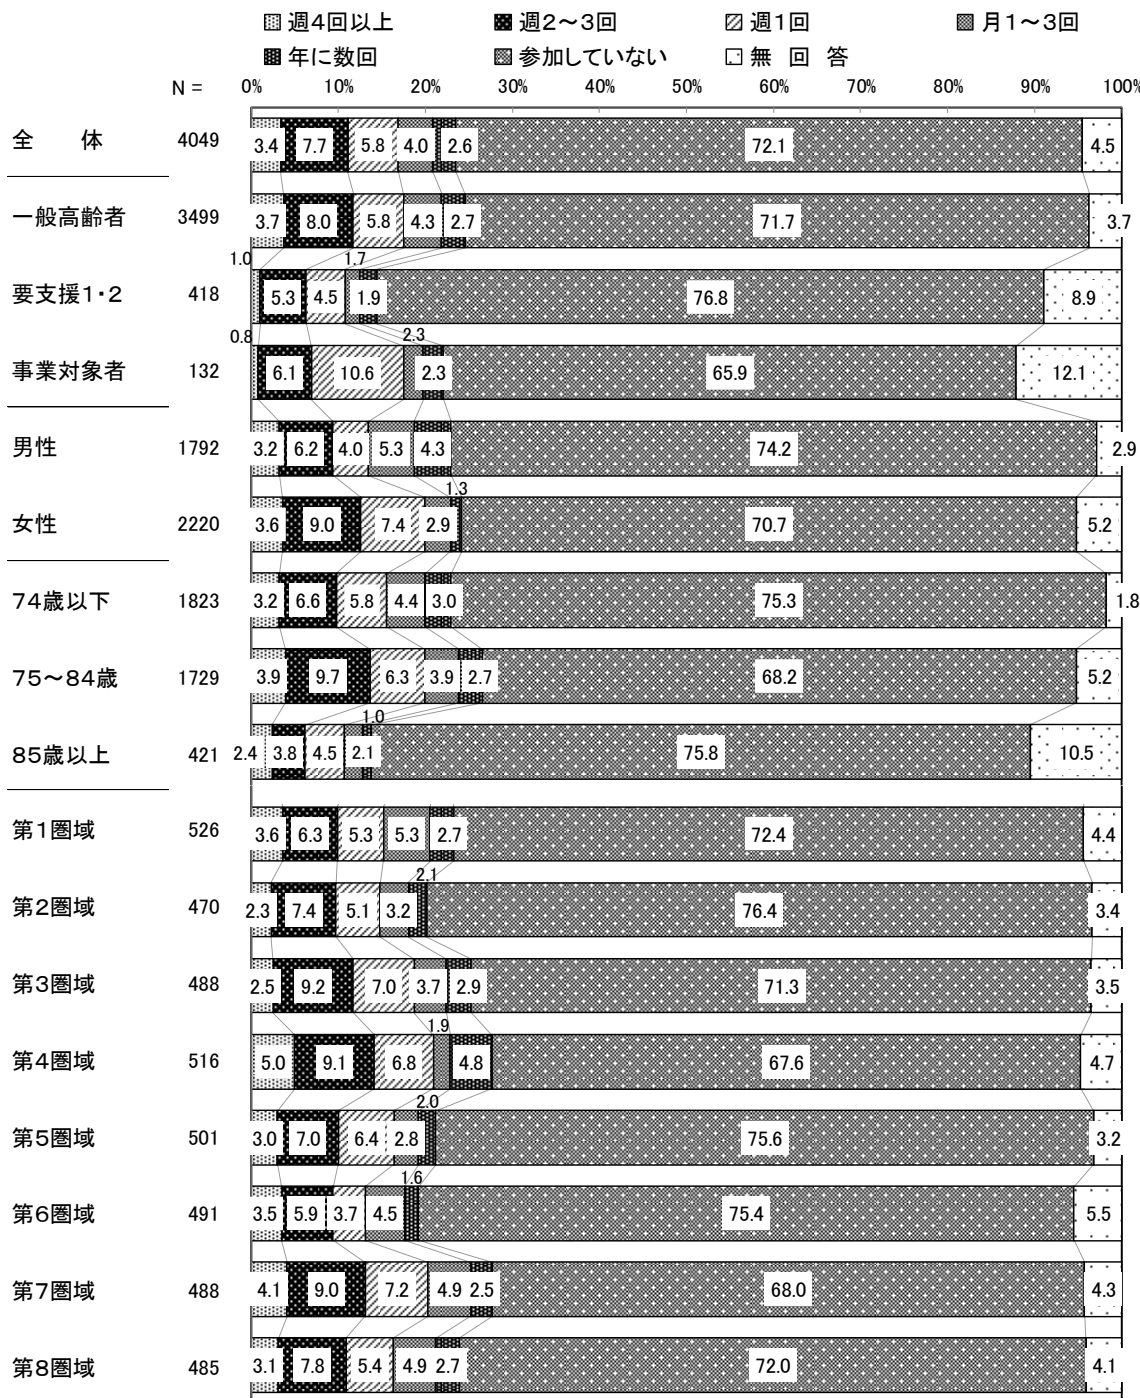 週4回以上 週2～3回 週1回 月1～3回
年に数回 参加していない 無 回 答
N = 0% 10% 20% 30% 40% 50% 60% 70% 80% 90% 100%
全 体 4049 3.4 7.7 5.8 4.0 2.6 72.1 4.5
一般高齢者 3499 3.7 8.0 5.8 4.3 2.7 71.7 3.7
1.0 1.7
要支援1・2 418 5.3 4.5 1.9 76.8 8.9
0.8 2.3
事業対象者 132 6.1 10.6 2.3 65.9 12.1
男性 1792 3.2 6.2 4.0 5.3 4.3 74.2 2.9
1.3
女性 2220 3.6 9.0 7.4 2.9 70.7 5.2
74歳以下 1823 3.2 6.6 5.8 4.4 3.0 75.3 1.8
75～84歳 1729 3.9 9.7 6.3 3.9 2.7 68.2 5.2
1.0
85歳以上 421 2.4 3.8 4.5 2.1 75.8 10.5
第1圏域 526 3.6 6.3 5.3 5.3 2.7 72.4 4.4
2.1
第2圏域 470 2.3 7.4 5.1 3.2 76.4 3.4
第3圏域 488 2.5 9.2 7.0 3.7 2.9 71.3 3.5
1.9
第4圏域 516 5.0 9.1 6.8 4.8 67.6 4.7
2.0
第5圏域 501 3.0 7.0 6.4 2.8 75.6 3.2
1.6
第6圏域 491 3.5 5.9 3.7 4.5 75.4 5.5
第7圏域 488 4.1 9.0 7.2 4.9 2.5 68.0 4.3
第8圏域 485 3.1 7.8 5.4 4.9 2.7 72.0 4.1